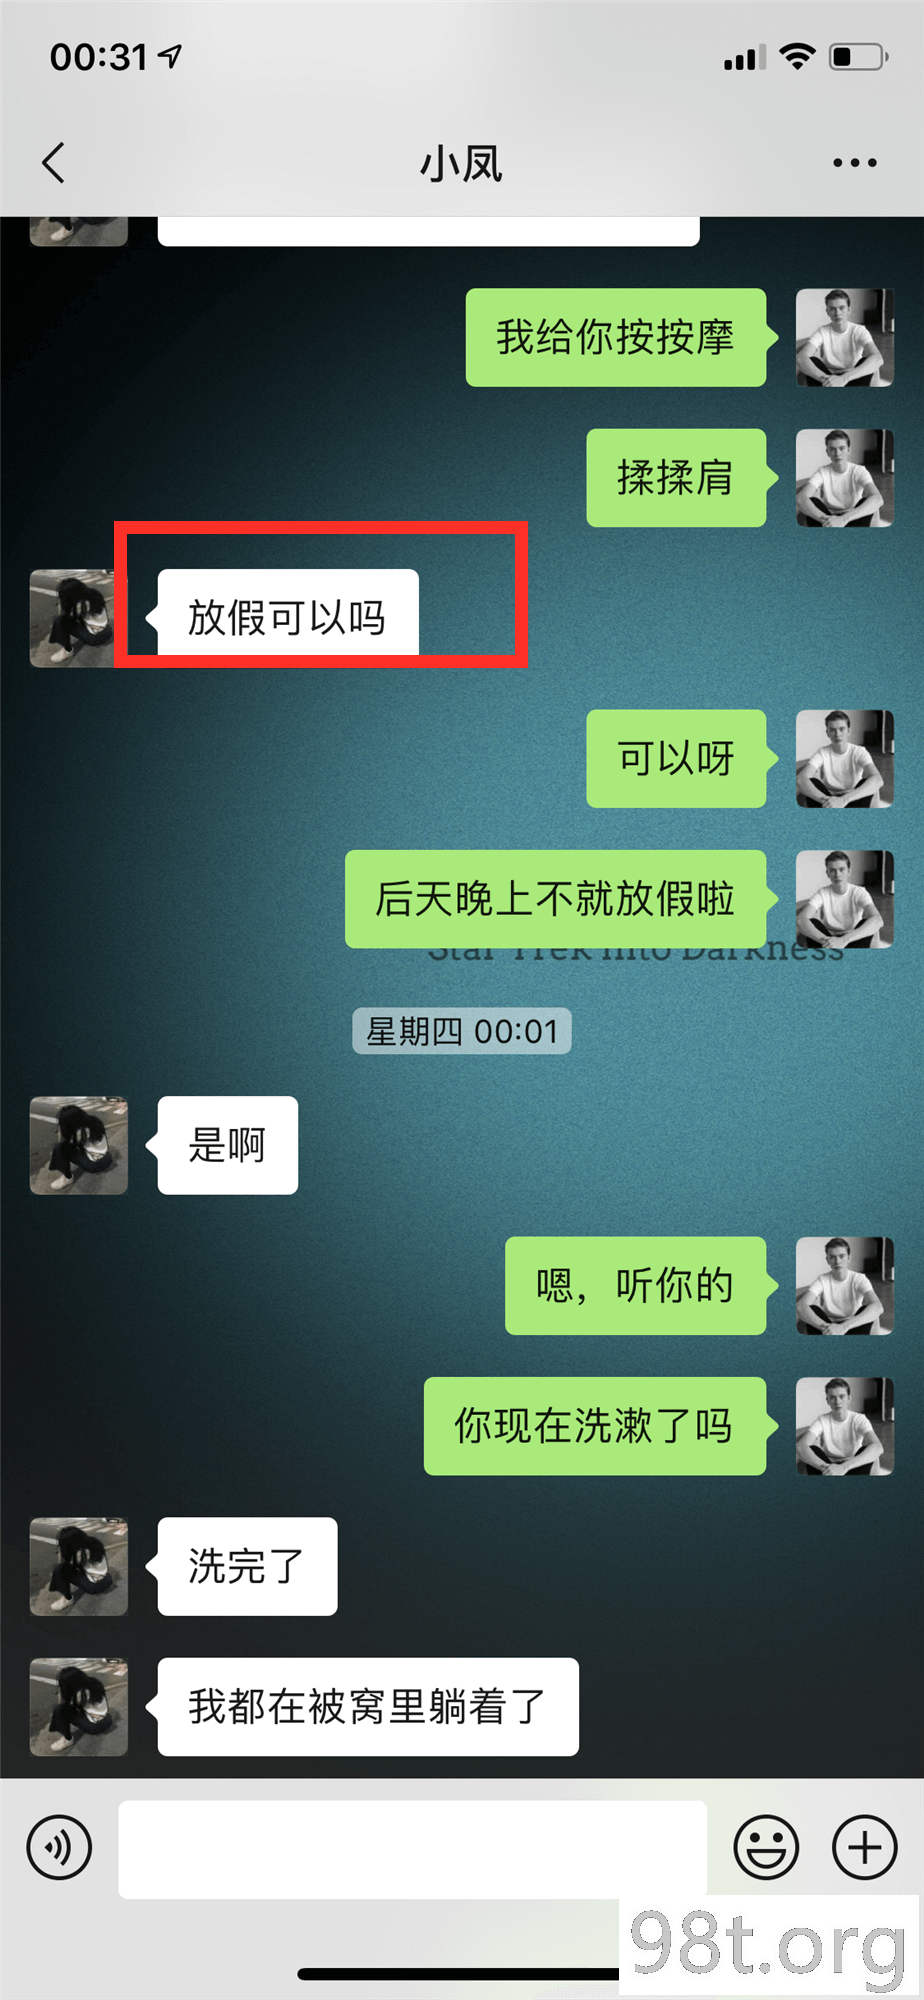 00:31
小凤
我给你按按摩
揉揉肩
放假可以吗
可以呀
后天晚上不就放假啦
Star Trek Into Darkness
星期四 00:01
是啊
嗯，听你的
你现在洗漱了吗
洗完了
我都在被窝里躺着了
98t.org